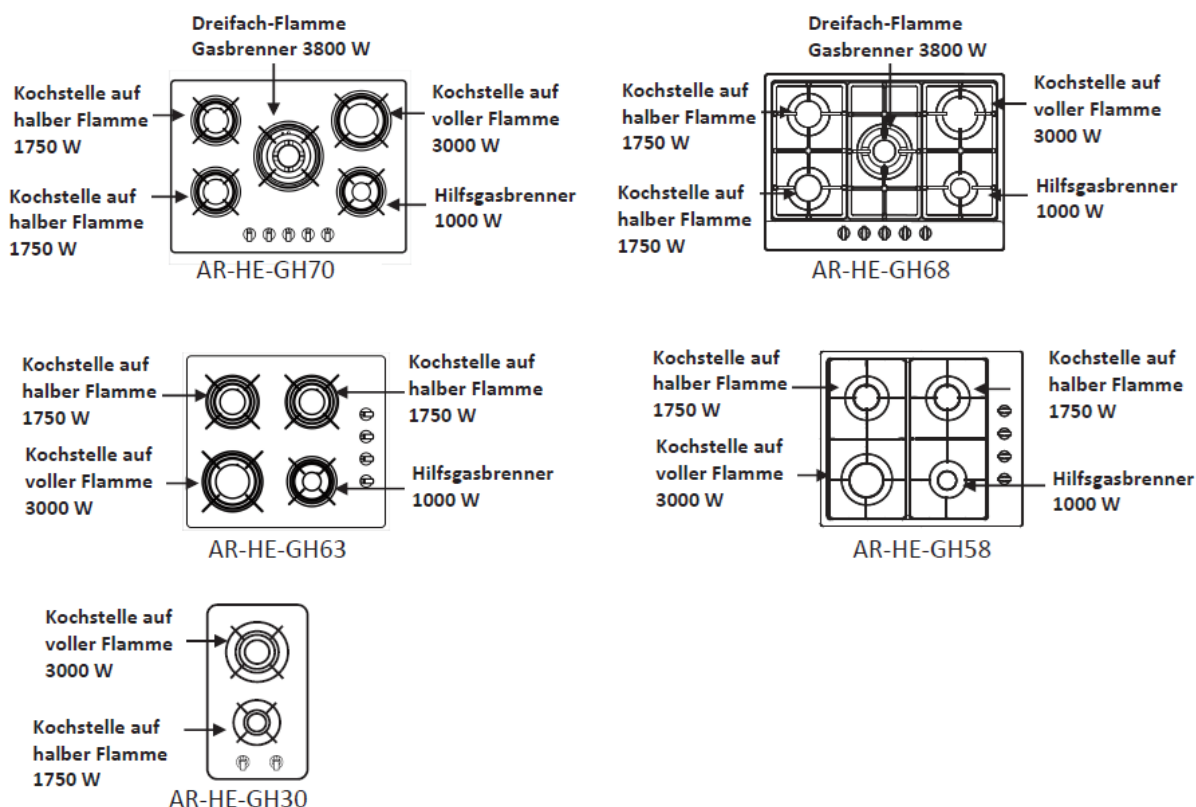 Dreifach-Flamme
Gasbrenner 3800 W
Kochstelle auf
halber Flamme
1750 W
Kochstelle auf
voller Flamme
3000 W
Kochstelle auf
halber Flamme
1750 W
Hilfsgasbrenner
1000 W
AR-HE-GH70
Dreifach-Flamme
Gasbrenner 3800 W
Kochstelle auf
halber Flamme
1750 W
Kochstelle auf
voller Flamme
3000 W
Kochstelle auf
halber Flamme
1750 W
Hilfsgasbrenner
1000 W
AR-HE-GH68
Kochstelle auf
halber Flamme
1750 W
Kochstelle auf
halber Flamme
1750 W
Kochstelle auf
voller Flamme
3000 W
Hilfsgasbrenner
1000 W
AR-HE-GH63
Kochstelle auf
halber Flamme
1750 W
Kochstelle auf
halber Flamme
1750 W
Kochstelle auf
voller Flamme
3000 W
Hilfsgasbrenner
1000 W
AR-HE-GH58
Kochstelle auf
voller Flamme
3000 W
Kochstelle auf
halber Flamme
1750 W
AR-HE-GH30